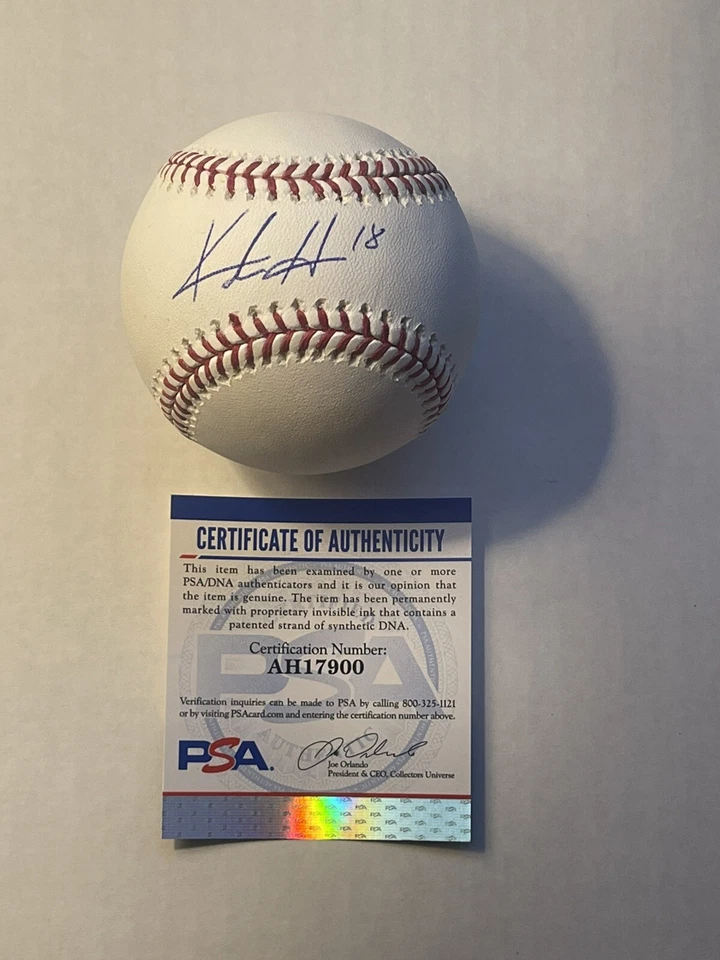 18
CERTIFICATE OF AUTHENTICITY
This item has been examined by one or more
PSA/DNA authenticators and it is our opinion that
the item is genuine. The item has been permanently
marked with proprietary invisible ink that contains a
patented strand of synthetic DNA.
Certification Number:
AH17900
Verification inquiries can be made to PSA by calling 800-325-1121
or by visiting PSAcard.com and entering the certification number above.
PSA.
Joe Orlando
President & CEO, Collectors Universe